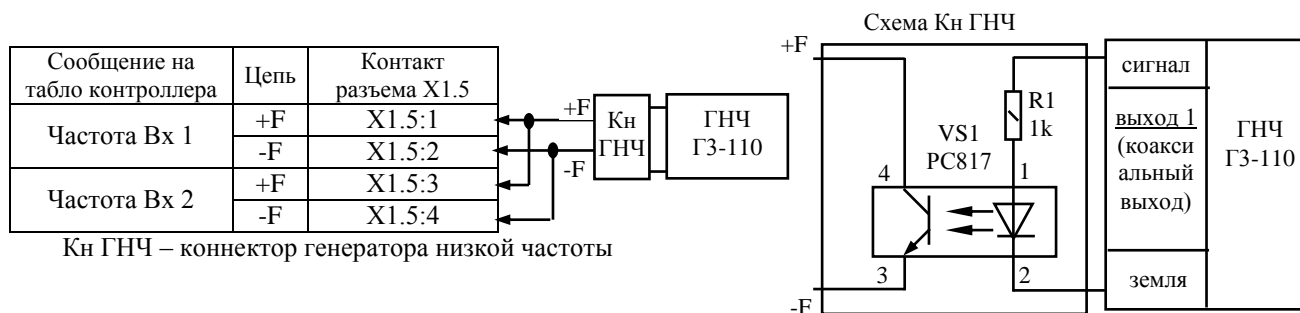 Сообщение на
табло контроллера
Цепь
Контакт
разъема X1.5
Частота Вх 1
+F
X1.5:1
-F
X1.5:2
Частота Вх 2
+F
X1.5:3
-F
X1.5:4
+F
-F
Кн
ГНЧ
ГНЧ
Г3-110
Кн ГНЧ – коннектор генератора низкой частоты
Схема Кн ГНЧ
+F
-F
VS1
PC817
4
3
1
2
R1
1k
сигнал
выход 1
(коакси
альный
выход)
земля
ГНЧ
Г3-110